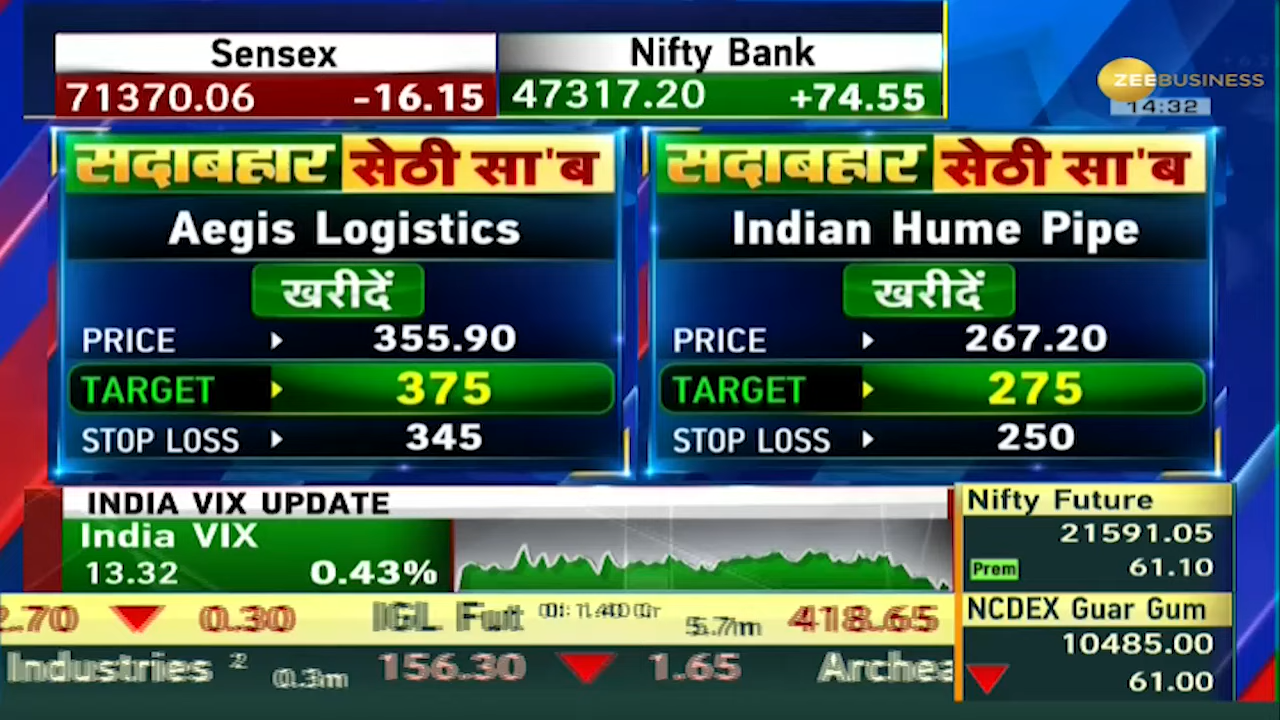 Sensex
71370.06 -16.15
Nifty Bank
47317.20 +74.55
ZEEBUSINESS
14:32
सदाबहार सेठी सा'ब
Aegis Logistics
खरीदें
PRICE 355.90
TARGET 375
STOP LOSS 345
सदाबहार सेठी सा'ब
Indian Hume Pipe
खरीदें
PRICE 267.20
TARGET 275
STOP LOSS 250
INDIA VIX UPDATE
India VIX
13.32 0.43%
Nifty Future
21591.05
Prem 61.10
NCDEX Guar Gum
10485.00
61.00
2.70 0.30 IGL Fut 5.7m 418.65
Industries 2 0.3m 156.30 1.65 Archea